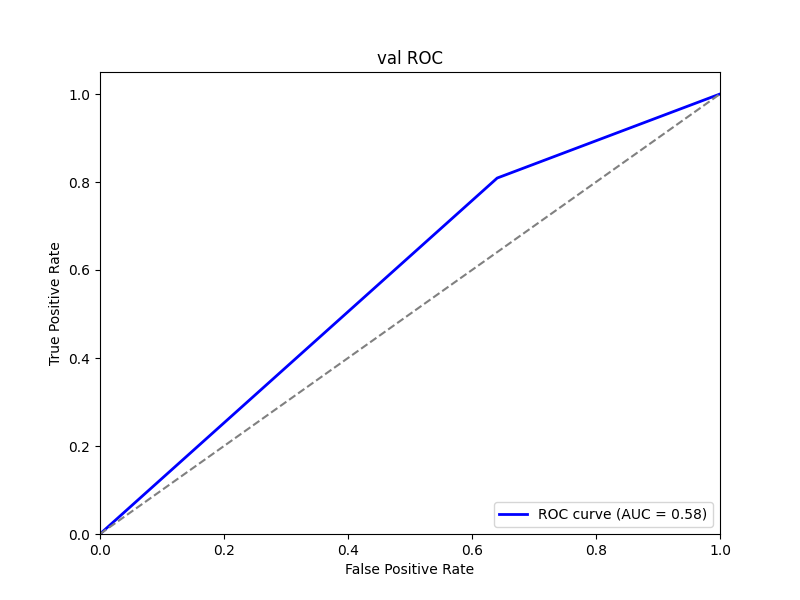 val ROC
1.0
0.8
0.6
0.4
0.2
0.0
True Positive Rate
ROC curve (AUC = 0.58)
0.0 0.2 0.4 0.6 0.8 1.0
False Positive Rate